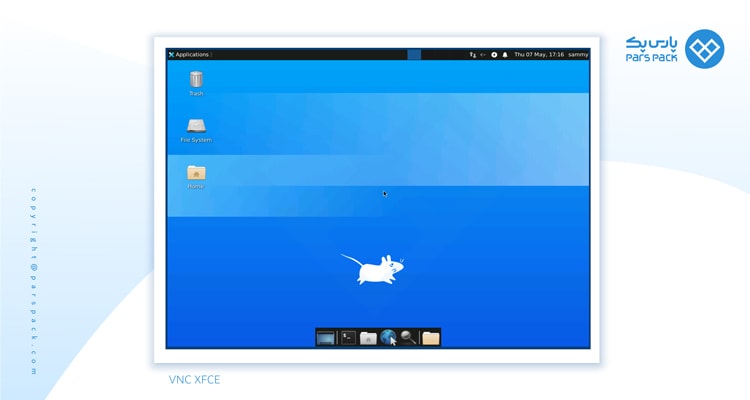 پارس پک
PARS PACK
Applications
Thu 07 May, 17:16 sammy
Trash
File System
Home
copyright@parspack.com
VNC XFCE